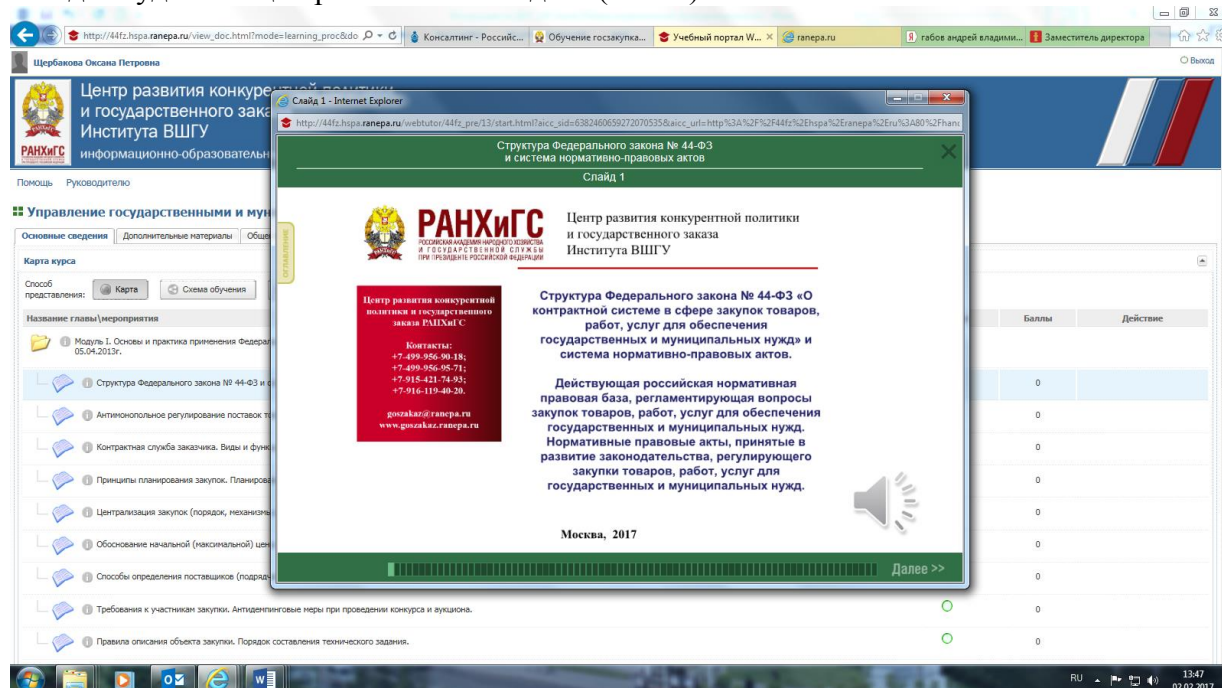 http://44fz.hspa.ranepa.ru/view_doc.html?mode=learning_proc&do
Консалтинг - Российс...
Обучение госзакупка...
Учебный портал W...
ranepa.ru
габов андрей владими...
Заместитель директора
Щербакова Оксана Петровна
Выход
РАНХиГС
Центр развития конкурентной политики
и государственного зака
Института ВШГУ
информационно-образовательн
Помощь Руководителю
Управление государственными и мун
Основные сведения
Дополнительные материалы
Общее
Карта курса
Способ
представления:
Карта
Схема обучения
Название главы\мероприятия
Баллы
Действие
Модуль I. Основы и практика применения Федерал
05.04.2013г.
Структура Федерального закона № 44-ФЗ и с
0
Антимонопольное регулирование поставок т
0
Контрактная служба заказчика. Виды и функ
0
Принципы планирования закупок. Планирова
0
Централизация закупок (порядок, механизмы
0
Обоснование начальной (максимальной) цен
0
Способы определения поставщиков (подряд
0
Требования к участникам закупки. Антидемпинговые меры при проведении конкурса и аукциона.
0
Правила описания объекта закупки. Порядок составления технического задания.
0
Слайд 1 - Internet Explorer
http://44fz.hspa.ranepa.ru/webtutor/44fz_pre/13/start.html?aicc_sid=6382460659272070535&aicc_url=http%3A%2F%2F44fz%2Ehspa%2Eranepa%2Eru%3A80%2Fhand
Структура Федерального закона № 44-ФЗ
и система нормативно-правовых актов
Слайд 1
ОГЛАВЛЕНИЕ
РАНХиГС
РОССИЙСКАЯ АКАДЕМИЯ НАРОДНОГО ХОЗЯЙСТВА
И ГОСУДАРСТВЕННОЙ СЛУЖБЫ
ПРИ ПРЕЗИДЕНТЕ РОССИЙСКОЙ ФЕДЕРАЦИИ
Центр развития конкурентной политики
и государственного заказа
Института ВШГУ
Центр развития конкурентной
политики и государственного
заказа РАНХиГС
Контакты:
+7-499-956-90-18;
+7-499-956-95-71;
+7-915-421-74-93;
+7-916-119-40-20.
goszakaz@ranepa.ru
www.goszakaz.ranepa.ru
Структура Федерального закона № 44-ФЗ «О
контрактной системе в сфере закупок товаров,
работ, услуг для обеспечения
государственных и муниципальных нужд» и
система нормативно-правовых актов.
Действующая российская нормативная
правовая база, регламентирующая вопросы
закупок товаров, работ, услуг для обеспечения
государственных и муниципальных нужд.
Нормативные правовые акты, принятые в
развитие законодательства, регулирующего
закупки товаров, работ, услуг для
государственных и муниципальных нужд.
Москва, 2017
Далее >>
RU
13:47
02.02.2017